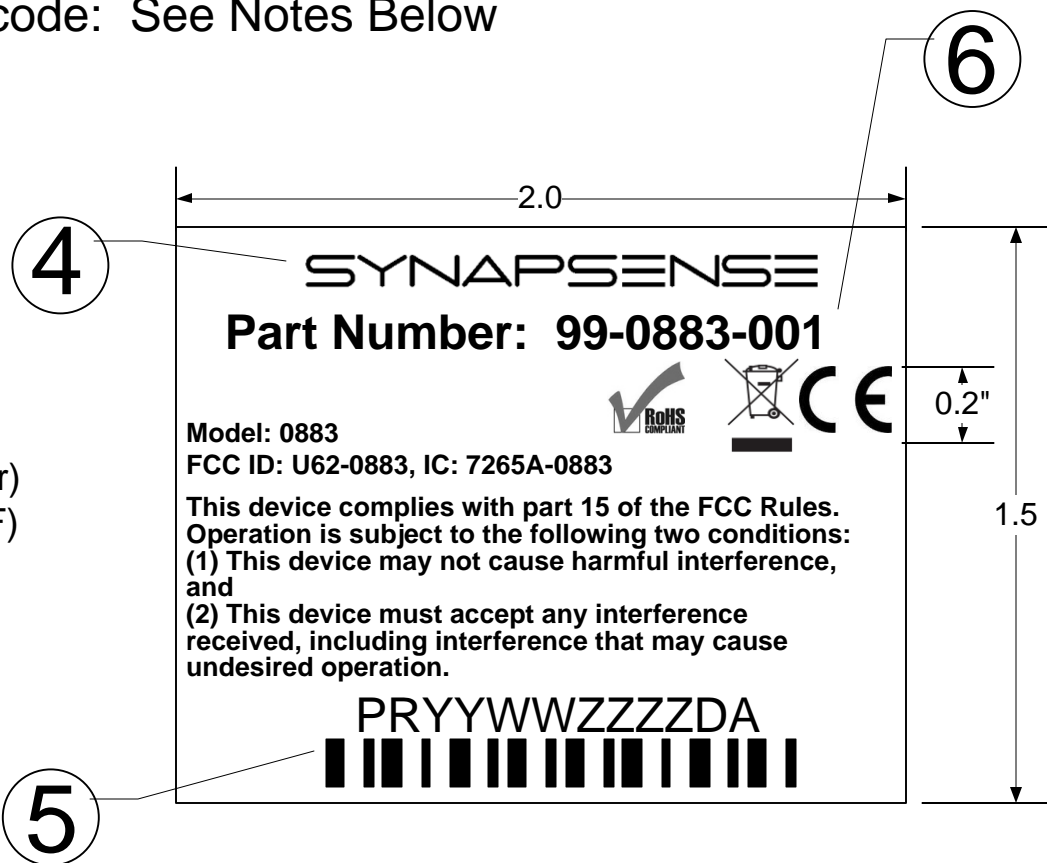 code: See Notes Below
6
2.0
4
SYNAPSENSE
Part Number: 99-0883-001
RoHS
COMPLIANT
CE
0.2"
Model: 0883
FCC ID: U62-0883, IC: 7265A-0883
r)
F)
1.5
This device complies with part 15 of the FCC Rules.
Operation is subject to the following two conditions:
(1) This device may not cause harmful interference,
and
(2) This device must accept any interference
received, including interference that may cause
undesired operation.
PRYYWWZZZZDA
5